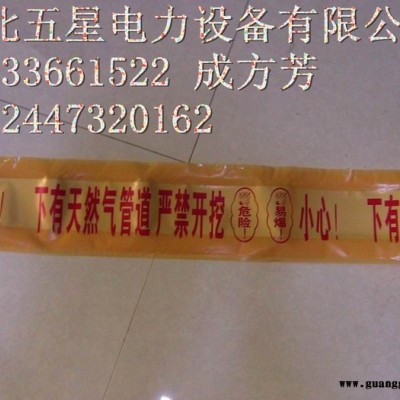 北五星电力设备有限公
33661522 成方芳
2447320162
! 下有天然气管道 严禁开挖 危险! 易爆! 小心! 下有
www.guangg